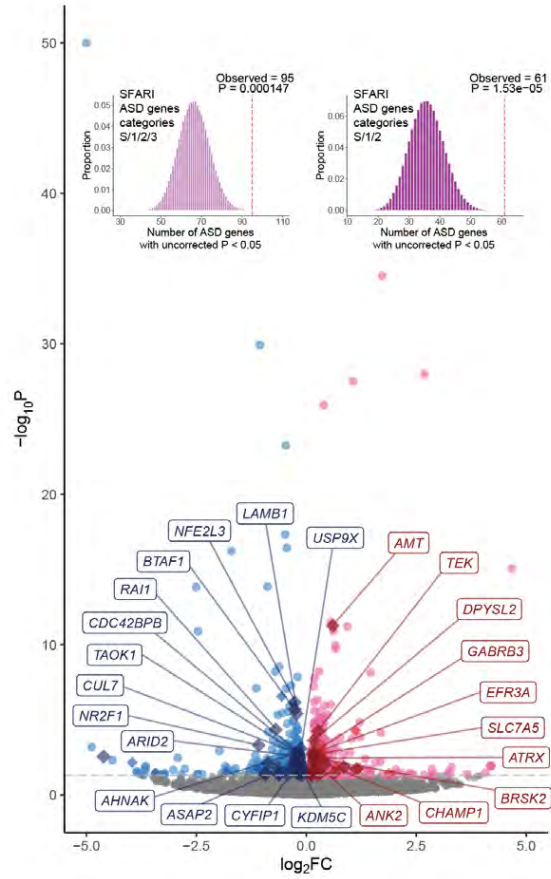 50
40
30
20
10
0
−log10P
SFARI
ASD genes
categories
S/1/2/3
Observed = 95
P = 0.000147
0.05
0.04
0.03
0.02
0.01
0.00
Proportion
30 50 70 90 110
Number of ASD genes
with uncorrected P < 0.05
SFARI
ASD genes
categories
S/1/2
Observed = 61
P = 1.53e−05
0.06
0.04
0.02
0.00
Proportion
10 20 30 40 50 60
Number of ASD genes
with uncorrected P < 0.05
LAMB1
NFE2L3
USP9X
BTAF1
AMT
RAI1
TEK
CDC42BPB
DPYSL2
TAOK1
GABRB3
CUL7
EFR3A
NR2F1
SLC7A5
ARID2
ATRX
AHNAK
BRSK2
ASAP2
CYFIP1
KDM5C
ANK2
CHAMP1
−5.0 −2.5 0.0 2.5 5.0
log2FC